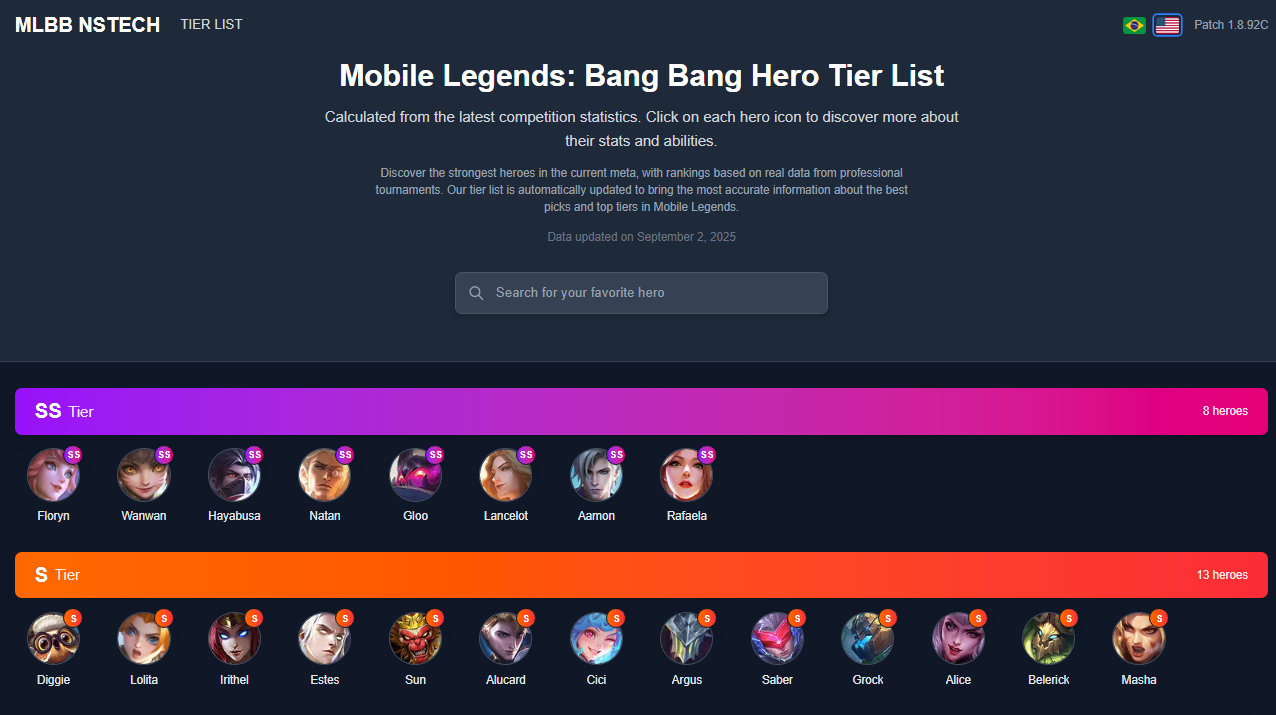 MLBB NSTECH TIER LIST Patch 1.8.92C
Mobile Legends: Bang Bang Hero Tier List
Calculated from the latest competition statistics. Click on each hero icon to discover more about
their stats and abilities.
Discover the strongest heroes in the current meta, with rankings based on real data from professional
tournaments. Our tier list is automatically updated to bring the most accurate information about the best
picks and top tiers in Mobile Legends.
Data updated on September 2, 2025
Search for your favorite hero
SS Tier 8 heroes
SS SS SS SS SS SS SS SS
Floryn Wanwan Hayabusa Natan Gloo Lancelot Aamon Rafaela
S Tier 13 heroes
S S S S S S S S S S S S S
Diggie Lolita Irithel Estes Sun Alucard Cici Argus Saber Grock Alice Belerick Masha